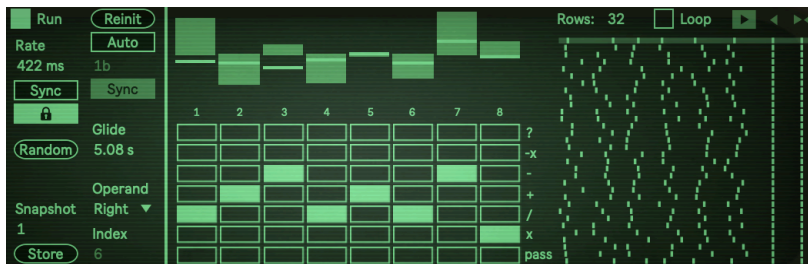 Run
Reinit
Rows: 32
Loop
Rate
Auto
422 ms
1b
Sync
Sync
1 2 3 4 5 6 7 8
Glide
?
Random
5.08 s
-x
-
Operand
+
Snapshot
Right
/
1
Index
x
Store
6
pass